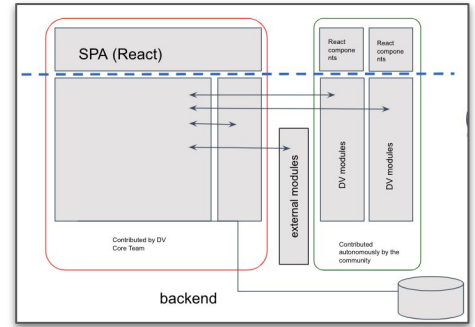 SPA (React)
React
compone
nts
React
compone
nts
external modules
DV modules
DV modules
Contributed by DV
Core Team
Contributed
autonomously by the
community
backend